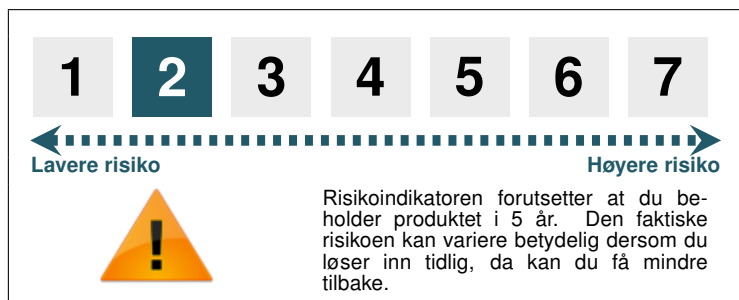 1 2 3 4 5 6 7
Lavere risiko Høyere risiko
!
Risikoindikatoren forutsetter at du be-
holder produktet i 5 år. Den faktiske
risikoen kan variere betydelig dersom du
løser inn tidlig, da kan du få mindre
tilbake.